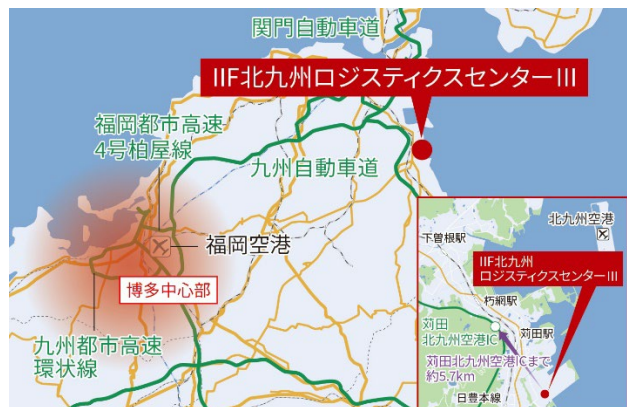 関門自動車道
IIF北九州ロジスティクスセンターIII
福岡都市高速
4号柏屋線
九州自動車道
福岡空港
博多中心部
九州都市高速
環状線
北九州空港
下曽根駅
IIF北九州
ロジスティクスセンターIII
朽網駅
苅田
北九州空港IC
苅田駅
苅田北九州空港ICまで
約5.7km
日豊本線